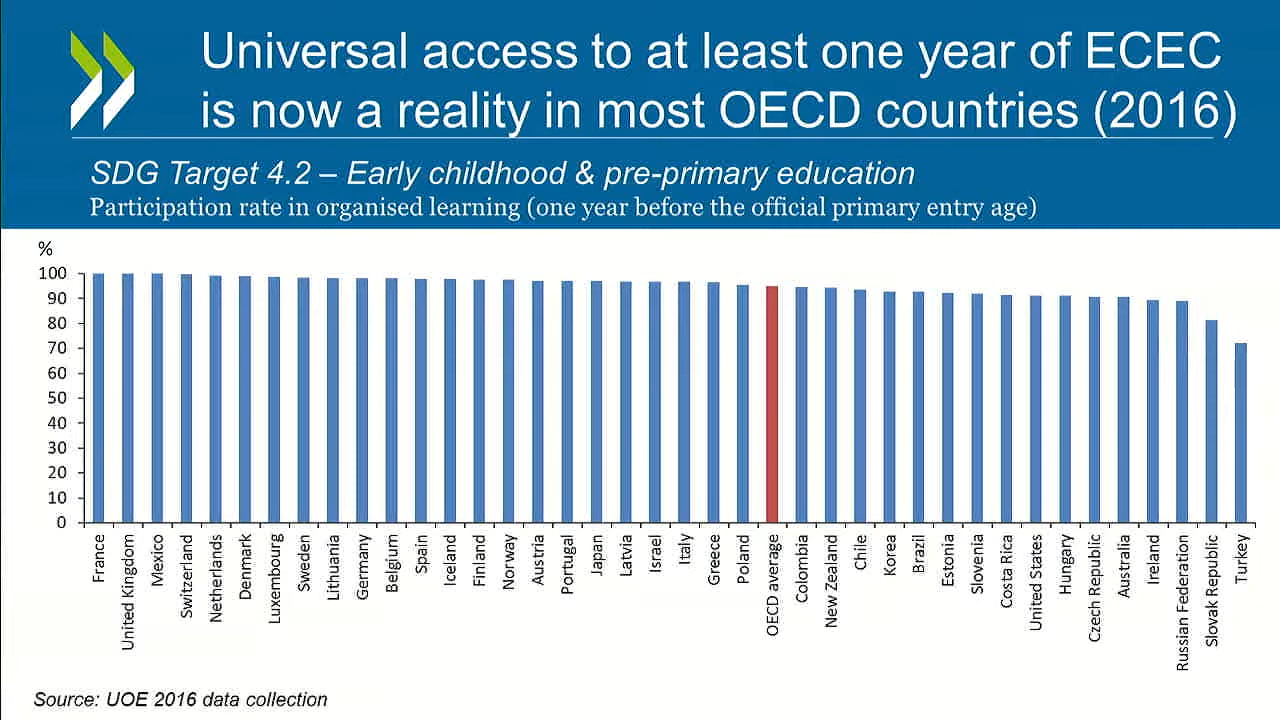 Universal access to at least one year of ECEC
is now a reality in most OECD countries (2016)
SDG Target 4.2 – Early childhood & pre-primary education
Participation rate in organised learning (one year before the official primary entry age)
%
100
90
80
70
60
50
40
30
20
10
0
France
United Kingdom
Mexico
Switzerland
Netherlands
Denmark
Luxembourg
Sweden
Lithuania
Germany
Belgium
Spain
Iceland
Finland
Norway
Austria
Portugal
Japan
Latvia
Israel
Italy
Greece
Poland
OECD average
Colombia
New Zealand
Chile
Korea
Brazil
Estonia
Slovenia
Costa Rica
United States
Hungary
Czech Republic
Australia
Ireland
Russian Federation
Slovak Republic
Turkey
Source: UOE 2016 data collection